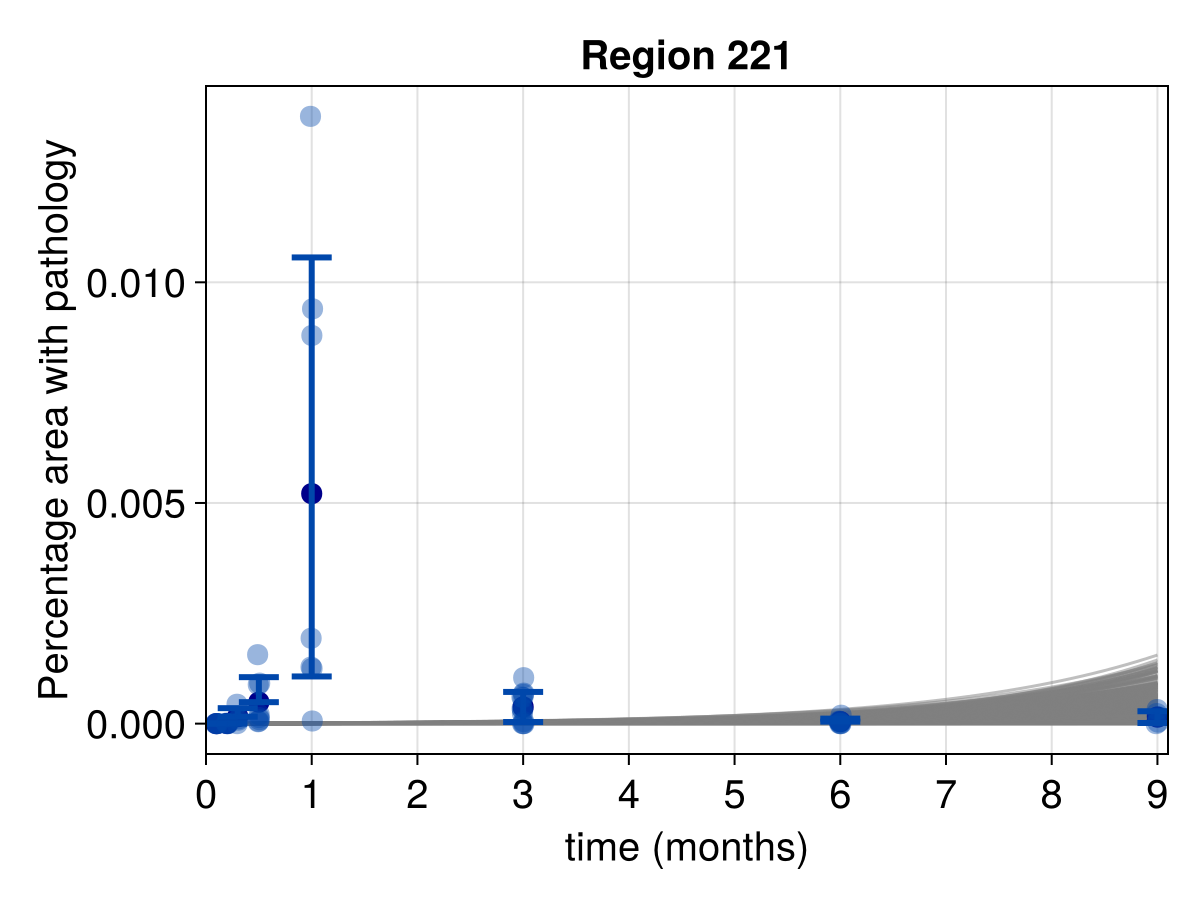 Region 221
Percentage area with pathology
0.010
0.005
0.000
0 1 2 3 4 5 6 7 8 9
time (months)